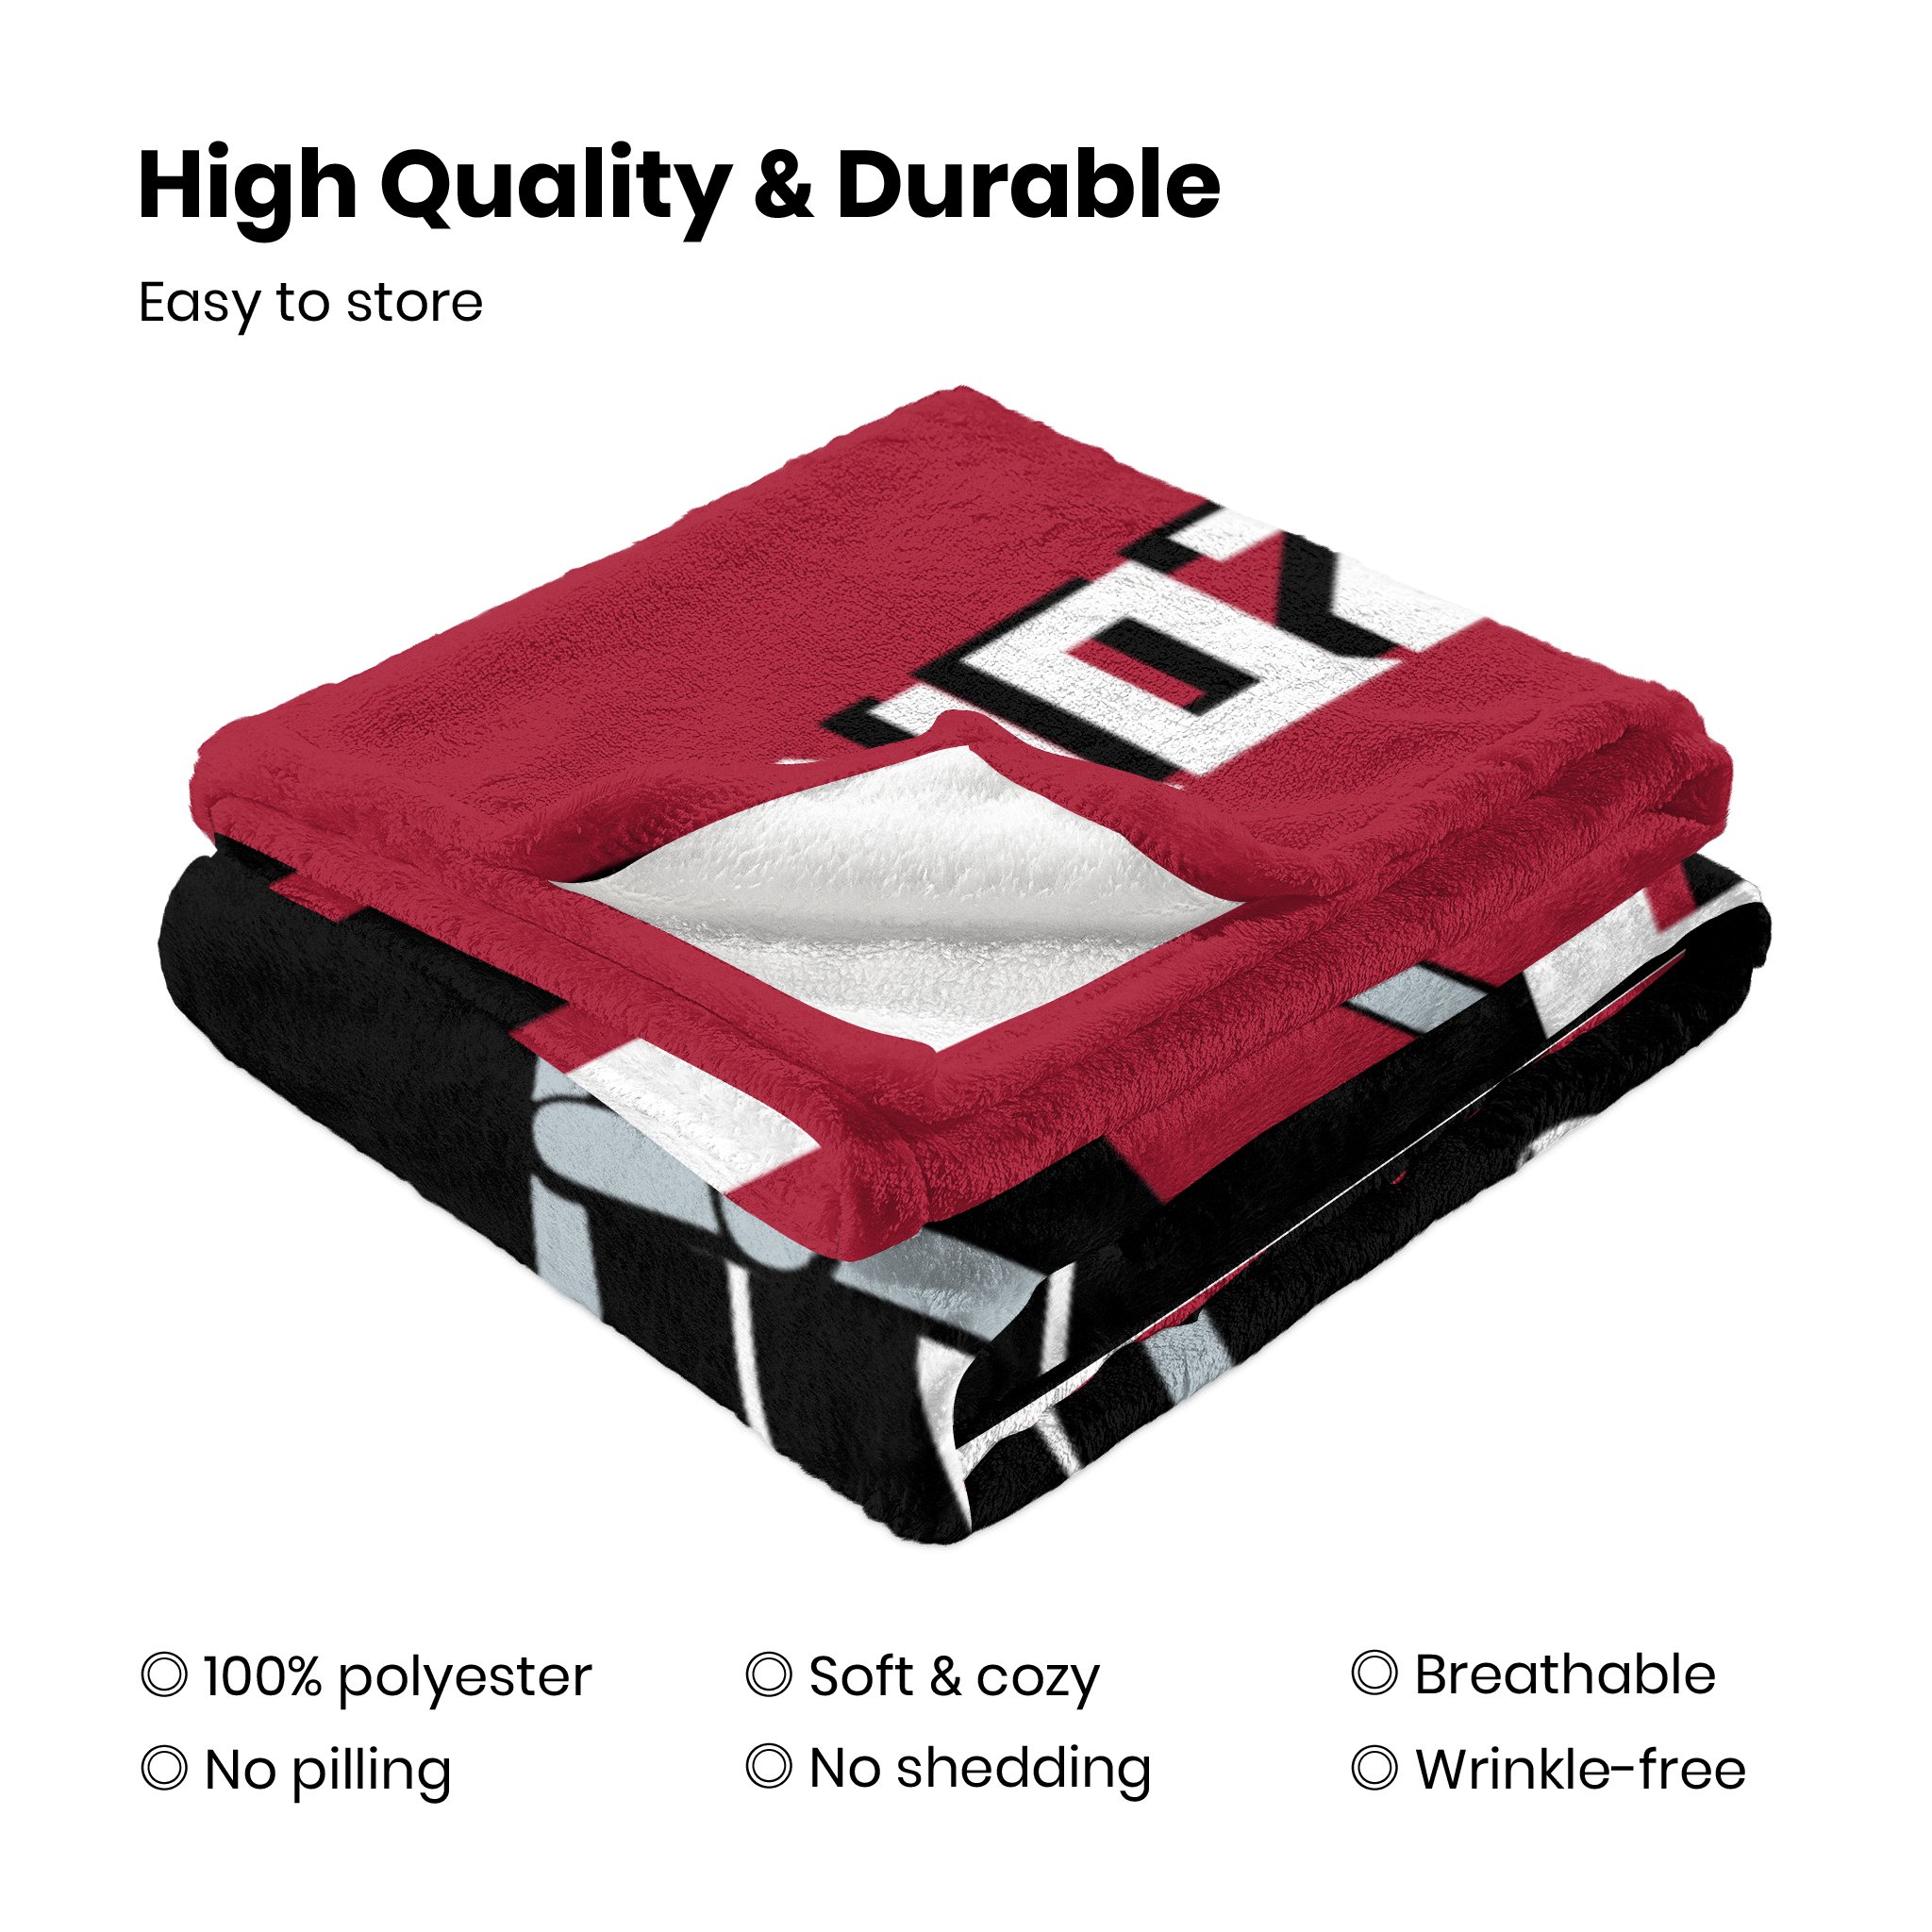 High Quality & Durable
Easy to store
100% polyester
Soft & cozy
Breathable
No pilling
No shedding
Wrinkle-free